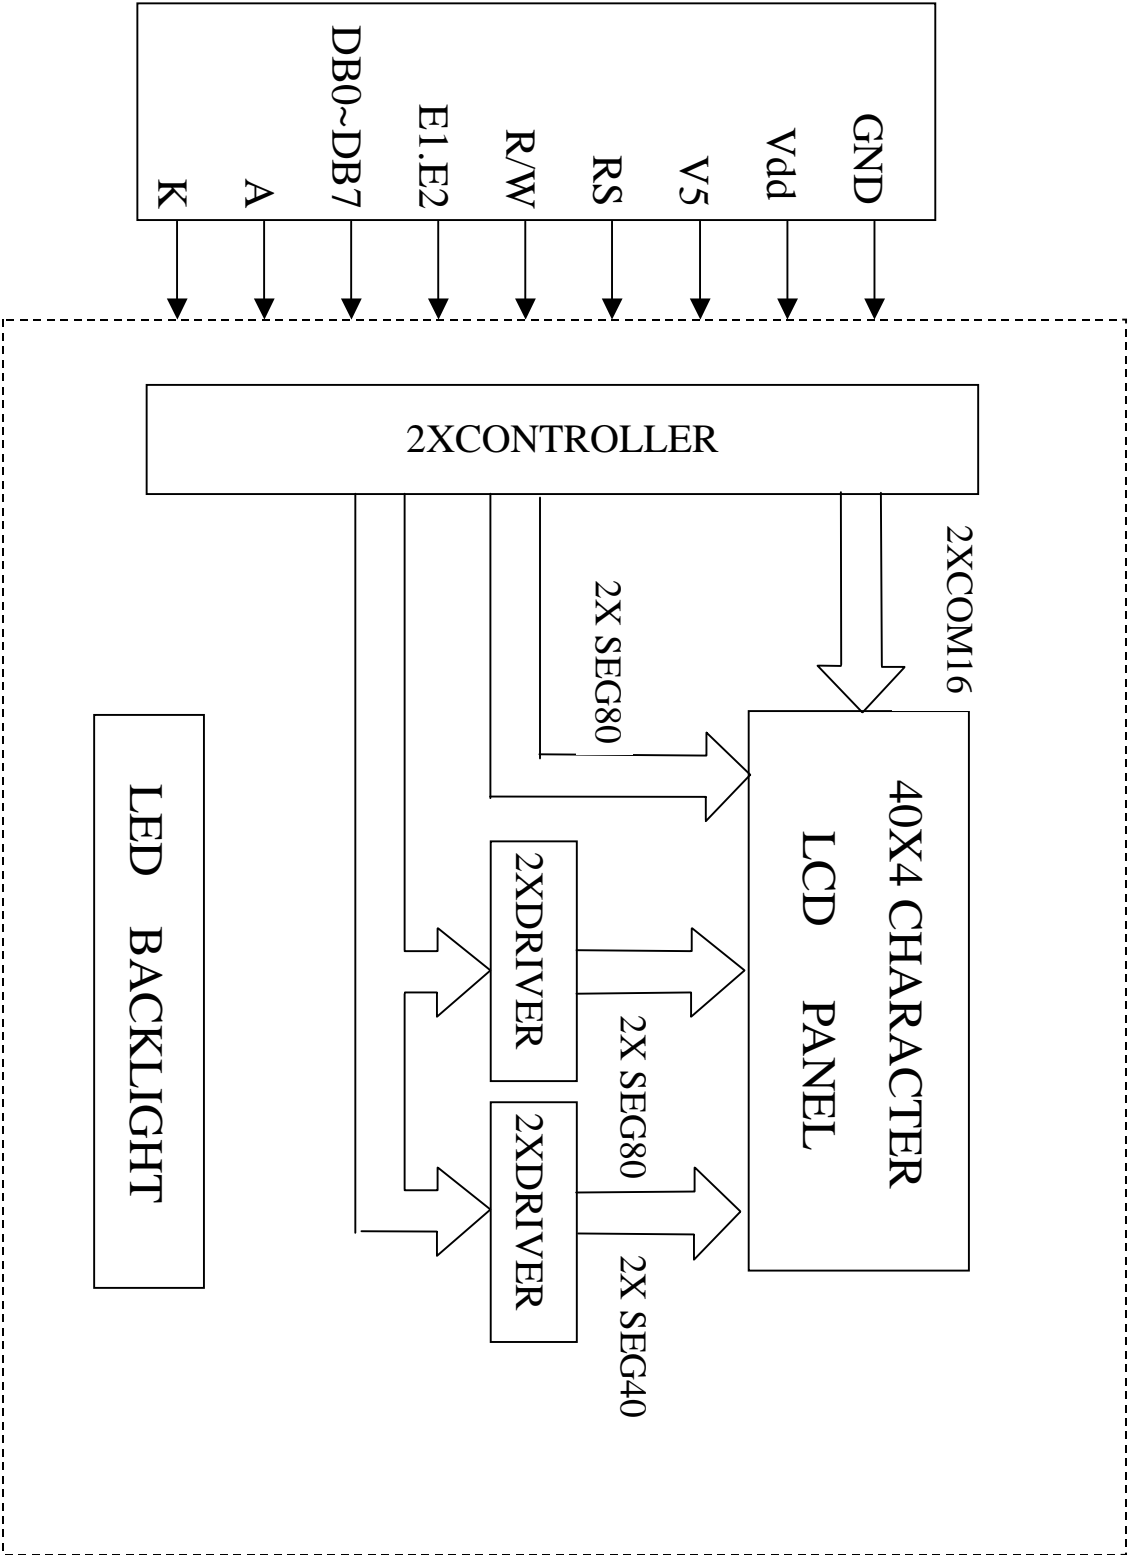 GND
Vdd
V5
RS
R/W
E1.E2
DB0~DB7
A
K
2XCONTROLLER
2XCOM16
2X SEG80
40X4 CHARACTER
LCD PANEL
2XDRIVER
2X SEG80
2XDRIVER
2X SEG40
LED BACKLIGHT